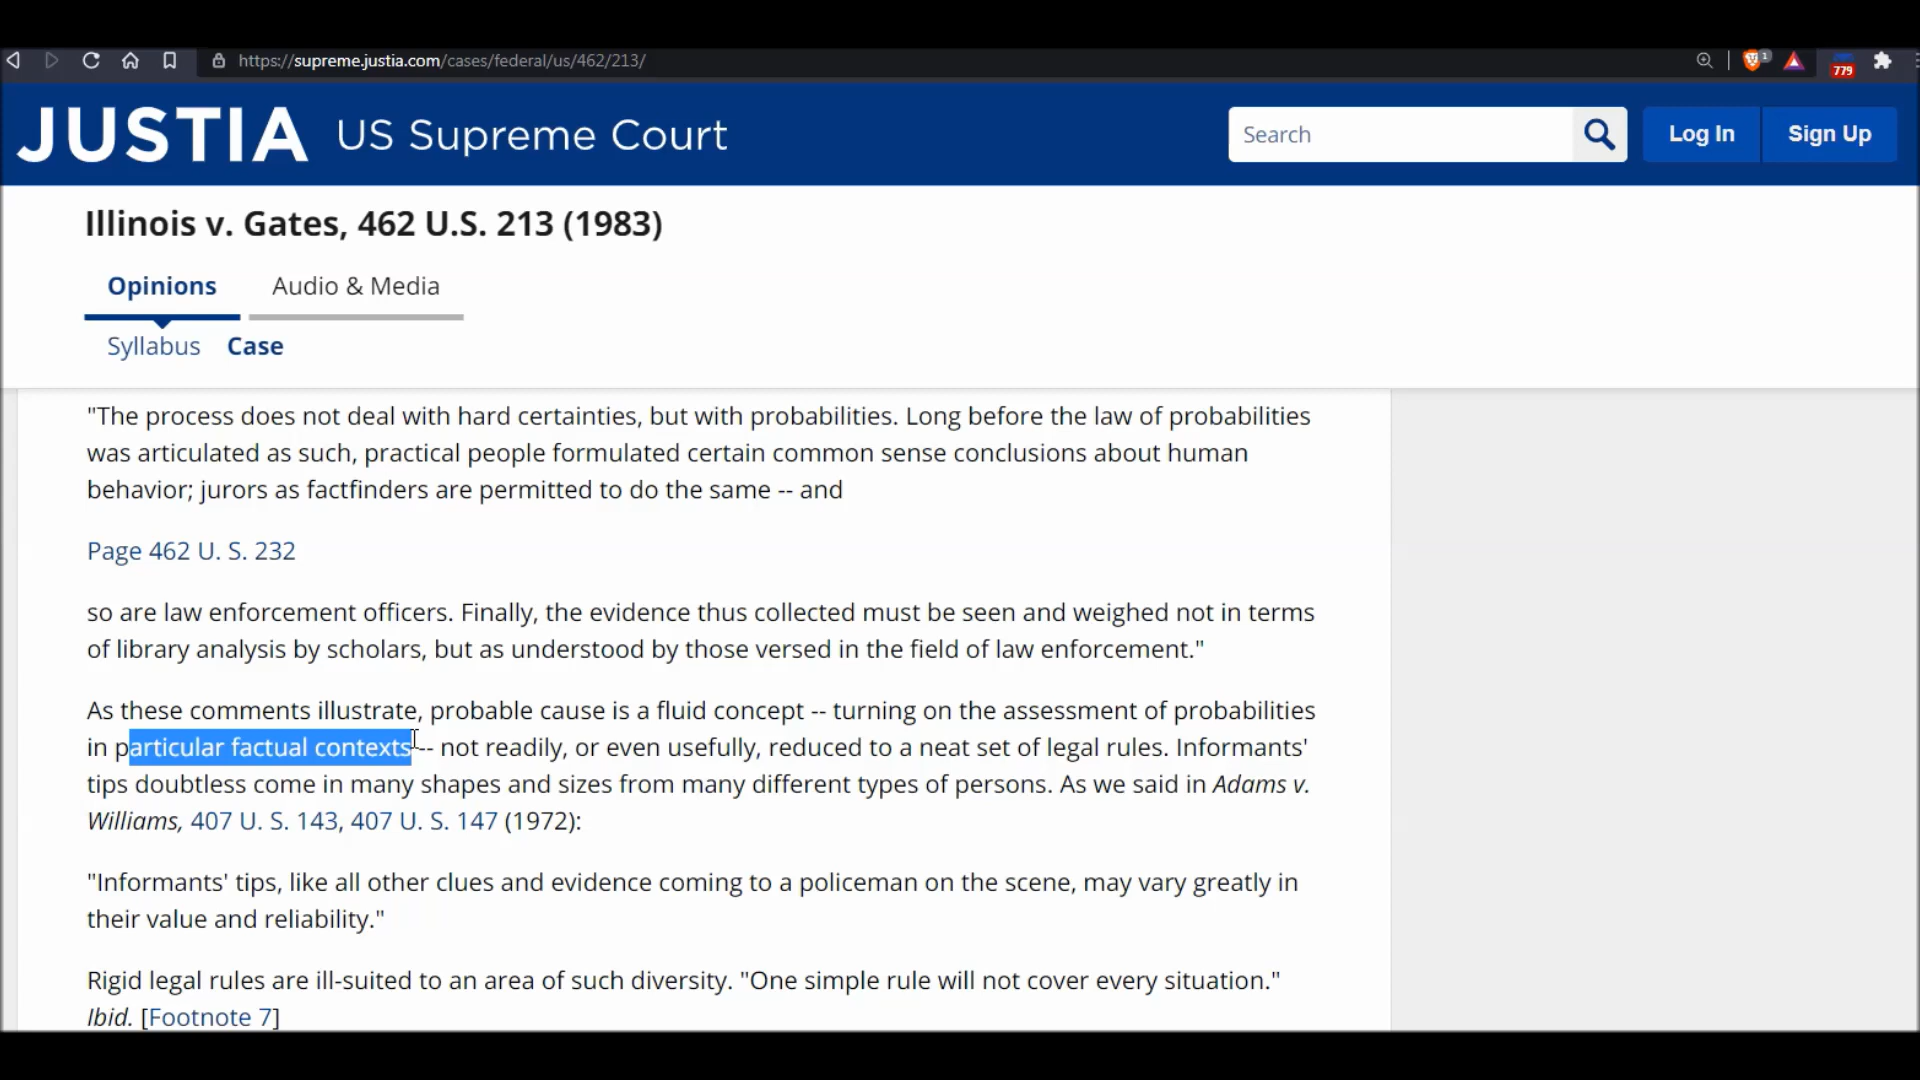 https://supreme.justia.com/cases/federal/us/462/213/
1
779
JUSTIA US Supreme Court
Search
Log In
Sign Up
Illinois v. Gates, 462 U.S. 213 (1983)
Opinions
Audio & Media
Syllabus
Case
"The process does not deal with hard certainties, but with probabilities. Long before the law of probabilities
was articulated as such, practical people formulated certain common sense conclusions about human
behavior; jurors as factfinders are permitted to do the same -- and
Page 462 U. S. 232
so are law enforcement officers. Finally, the evidence thus collected must be seen and weighed not in terms
of library analysis by scholars, but as understood by those versed in the field of law enforcement."
As these comments illustrate, probable cause is a fluid concept -- turning on the assessment of probabilities
in particular factual contexts -- not readily, or even usefully, reduced to a neat set of legal rules. Informants'
tips doubtless come in many shapes and sizes from many different types of persons. As we said in Adams v.
Williams, 407 U. S. 143, 407 U. S. 147 (1972):
"Informants' tips, like all other clues and evidence coming to a policeman on the scene, may vary greatly in
their value and reliability."
Rigid legal rules are ill-suited to an area of such diversity. "One simple rule will not cover every situation."
Ibid. [Footnote 7]